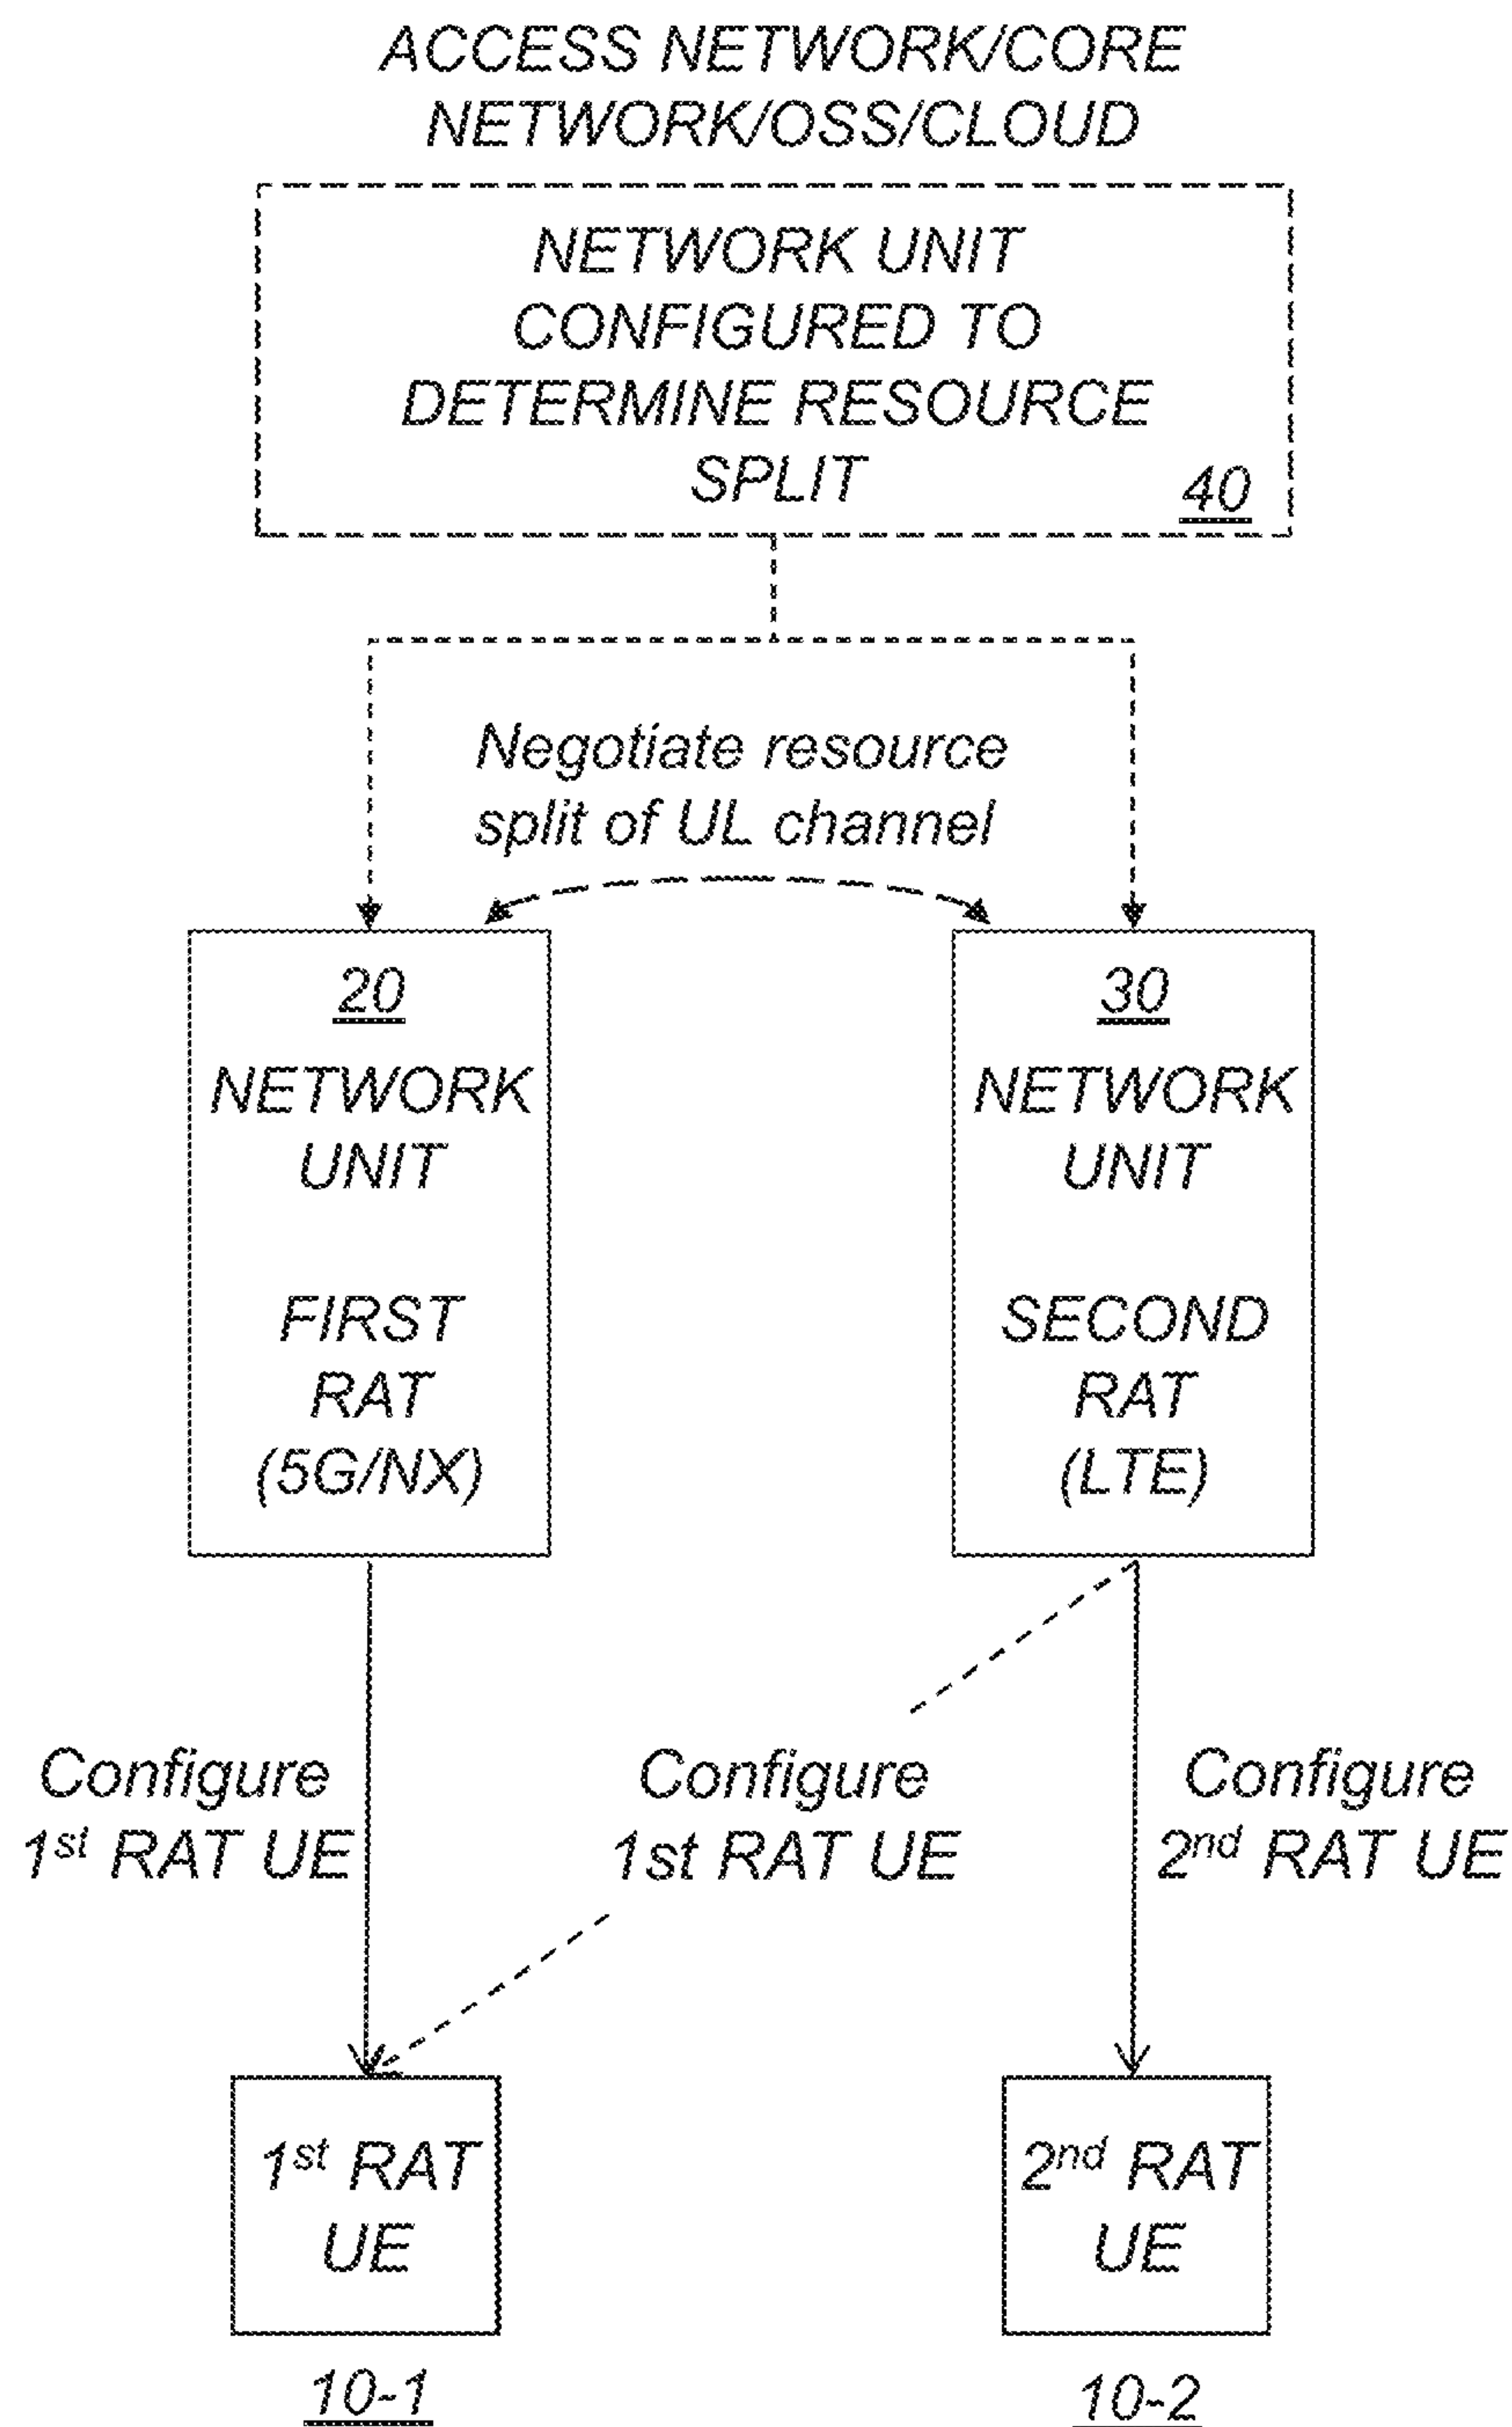 ACCESS NETWORK/CORE
NETWORK/OSS/CLOUD
NETWORK UNIT
CONFIGURED TO
DETERMINE RESOURCE
SPLIT
40
Negotiate resource
split of UL channel
20
NETWORK
UNIT
FIRST
RAT
(5G/NX)
30
NETWORK
UNIT
SECOND
RAT
(LTE)
Configure
1st RAT UE
Configure
1st RAT UE
Configure
2nd RAT UE
1st RAT
UE
10-1
2nd RAT
UE
10-2